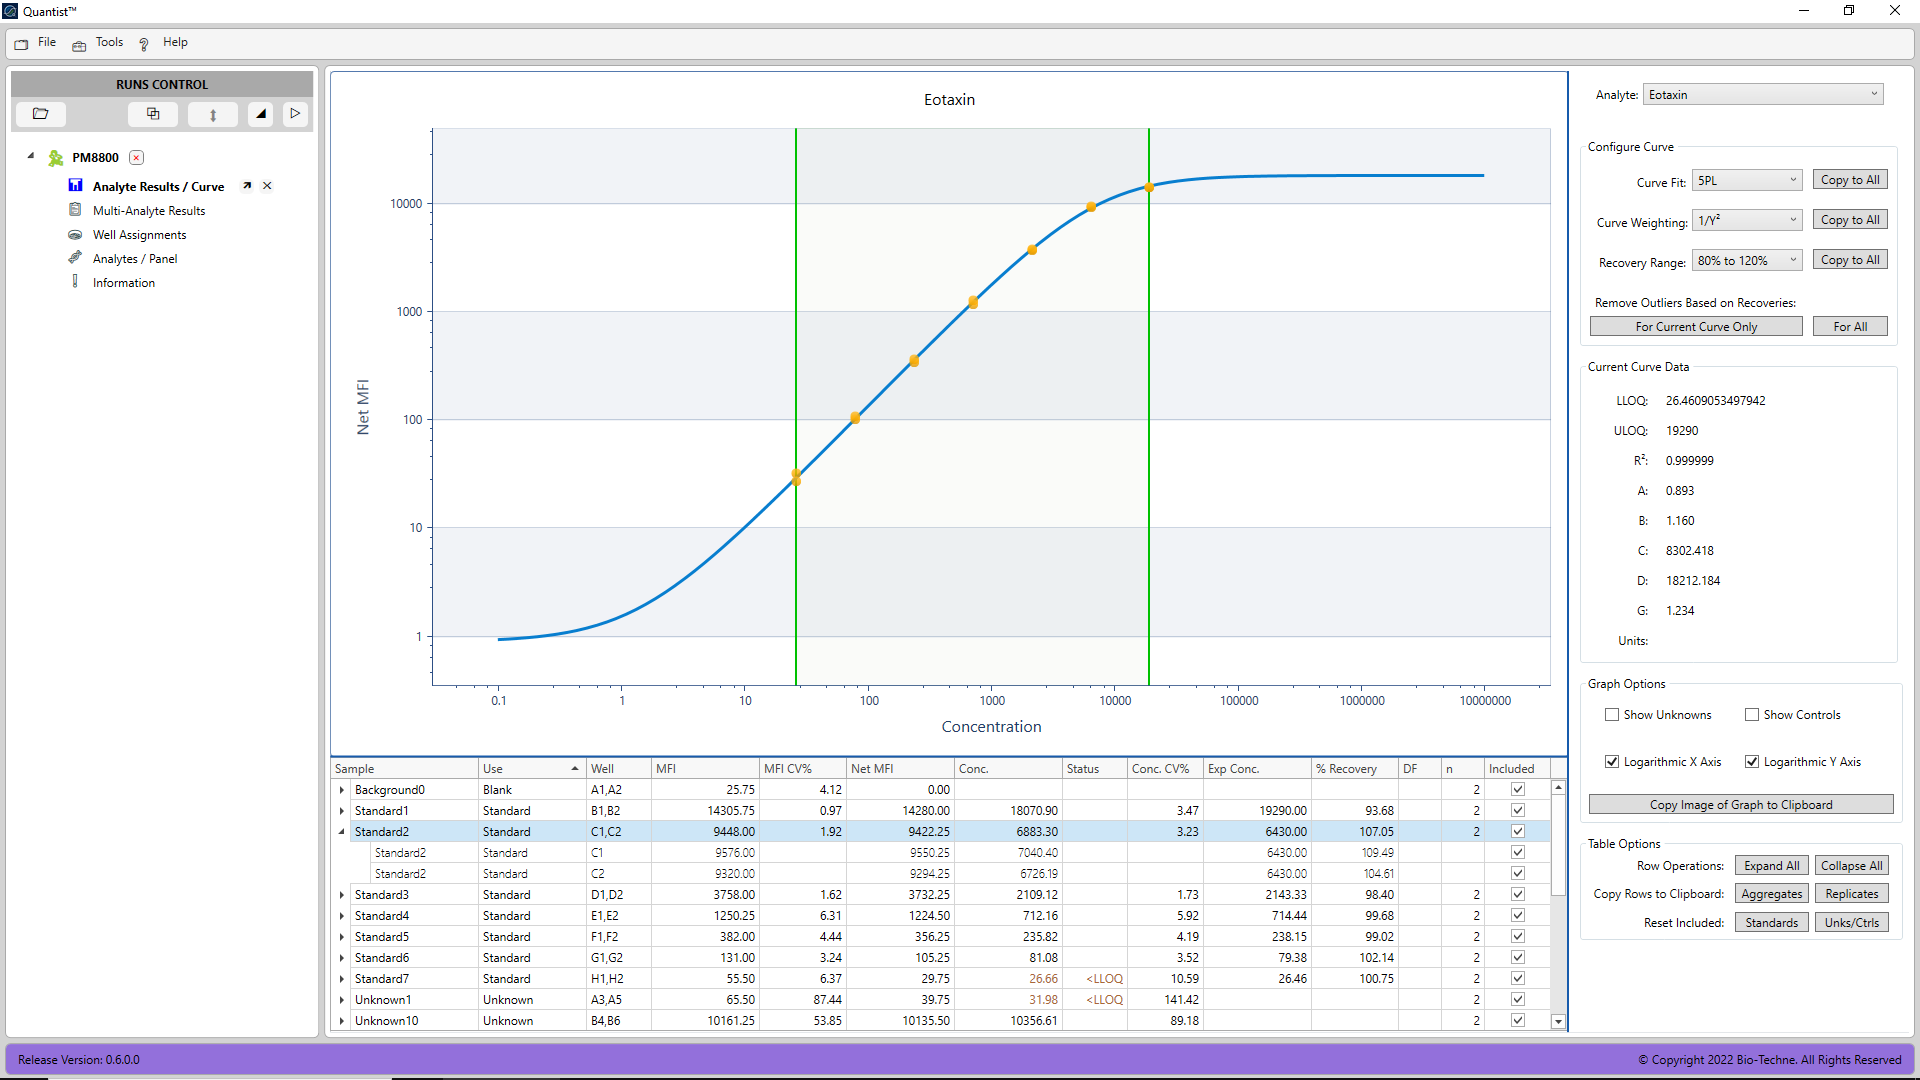 Quantist™
File Tools ? Help
RUNS CONTROL
PM8800
Analyte Results / Curve
Multi-Analyte Results
Well Assignments
Analytes / Panel
Information
Eotaxin
Net MFI
10000
1000
100
10
1
0.1 1 10 100 1000 10000 100000 1000000 10000000
Concentration
Sample Use Well MFI MFI CV% Net MFI Conc. Status Conc. CV% Exp Conc. % Recovery DF n Included
Background0 Blank A1,A2 25.75 4.12 0.00 2
Standard1 Standard B1,B2 14305.75 0.97 14280.00 18070.90 3.47 19290.00 93.68 2
Standard2 Standard C1,C2 9448.00 1.92 9422.25 6883.30 3.23 6430.00 107.05 2
Standard2 Standard C1 9576.00 9550.25 7040.40 6430.00 109.49
Standard2 Standard C2 9320.00 9294.25 6726.19 6430.00 104.61
Standard3 Standard D1,D2 3758.00 1.62 3732.25 2109.12 1.73 2143.33 98.40 2
Standard4 Standard E1,E2 1250.25 6.31 1224.50 712.16 5.92 714.44 99.68 2
Standard5 Standard F1,F2 382.00 4.44 356.25 235.82 4.19 238.15 99.02 2
Standard6 Standard G1,G2 131.00 3.24 105.25 81.08 3.52 79.38 102.14 2
Standard7 Standard H1,H2 55.50 6.37 29.75 26.66 <LLOQ 10.59 26.46 100.75 2
Unknown1 Unknown A3,A5 65.50 87.44 39.75 31.98 <LLOQ 141.42 2
Unknown10 Unknown B4,B6 10161.25 53.85 10135.50 10356.61 89.18 2
Analyte: Eotaxin
Configure Curve
Curve Fit: 5PL Copy to All
Curve Weighting: 1/Y² Copy to All
Recovery Range: 80% to 120% Copy to All
Remove Outliers Based on Recoveries:
For Current Curve Only For All
Current Curve Data
LLOQ: 26.4609053497942
ULOQ: 19290
R²: 0.999999
A: 0.893
B: 1.160
C: 8302.418
D: 18212.184
G: 1.234
Units:
Graph Options
Show Unknowns Show Controls
Logarithmic X Axis Logarithmic Y Axis
Copy Image of Graph to Clipboard
Table Options
Row Operations: Expand All Collapse All
Copy Rows to Clipboard: Aggregates Replicates
Reset Included: Standards Unks/Ctrls
Release Version: 0.6.0.0
© Copyright 2022 Bio-Techne. All Rights Reserved